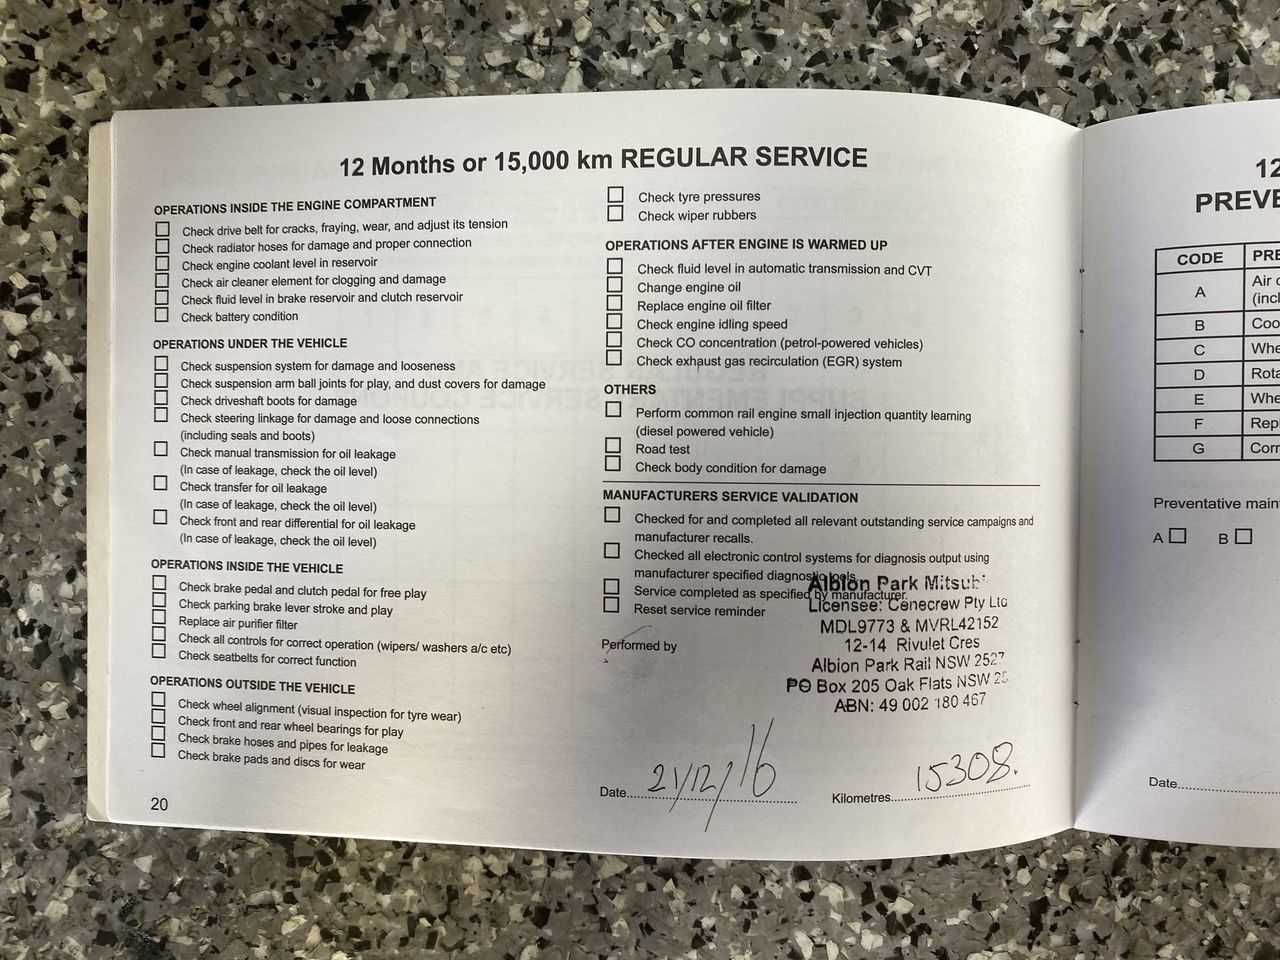 12 Months or 15,000 km REGULAR SERVICE
OPERATIONS INSIDE THE ENGINE COMPARTMENT
Check drive belt for cracks, fraying, wear, and adjust its tension
Check radiator hoses for damage and proper connection
Check engine coolant level in reservoir
Check air cleaner element for clogging and damage
Check fluid level in brake reservoir and clutch reservoir
Check battery condition
OPERATIONS UNDER THE VEHICLE
Check suspension system for damage and looseness
Check suspension arm ball joints for play, and dust covers for damage
Check driveshaft boots for damage
Check steering linkage for damage and loose connections
(including seals and boots)
Check manual transmission for oil leakage
(In case of leakage, check the oil level)
Check transfer for oil leakage
(In case of leakage, check the oil level)
Check front and rear differential for oil leakage
(In case of leakage, check the oil level)
OPERATIONS INSIDE THE VEHICLE
Check brake pedal and clutch pedal for free play
Check parking brake lever stroke and play
Replace air purifier filter
Check all controls for correct operation (wipers/ washers a/c etc)
Check seatbelts for correct function
OPERATIONS OUTSIDE THE VEHICLE
Check wheel alignment (visual inspection for tyre wear)
Check front and rear wheel bearings for play
Check brake hoses and pipes for leakage
Check brake pads and discs for wear
20
Check tyre pressures
Check wiper rubbers
OPERATIONS AFTER ENGINE IS WARMED UP
Check fluid level in automatic transmission and CVT
Change engine oil
Replace engine oil filter
Check engine idling speed
Check CO concentration (petrol-powered vehicles)
Check exhaust gas recirculation (EGR) system
OTHERS
Perform common rail engine small injection quantity learning
(diesel powered vehicle)
Road test
Check body condition for damage
MANUFACTURERS SERVICE VALIDATION
Checked for and completed all relevant outstanding service campaigns and
manufacturer recalls.
Checked all electronic control systems for diagnosis output using
manufacturer specified diagnostic tools.
Service completed as specified by manufacturer.
Reset service reminder
Performed by
Albion Park Mitsubi
Licensee: Cenecrew Pty Ltd
MDL9773 & MVRL42152
12-14 Rivulet Cres
Albion Park Rail NSW 2527
PO Box 205 Oak Flats NSW 25
ABN: 49 002 180 467
Date 21/12/16
Kilometres 15308.
12
PREVE
CODE PRE
A Air c
(incl
B Coo
C Whe
D Rota
E Whe
F Repl
G Corr
Preventative main
A B
Date